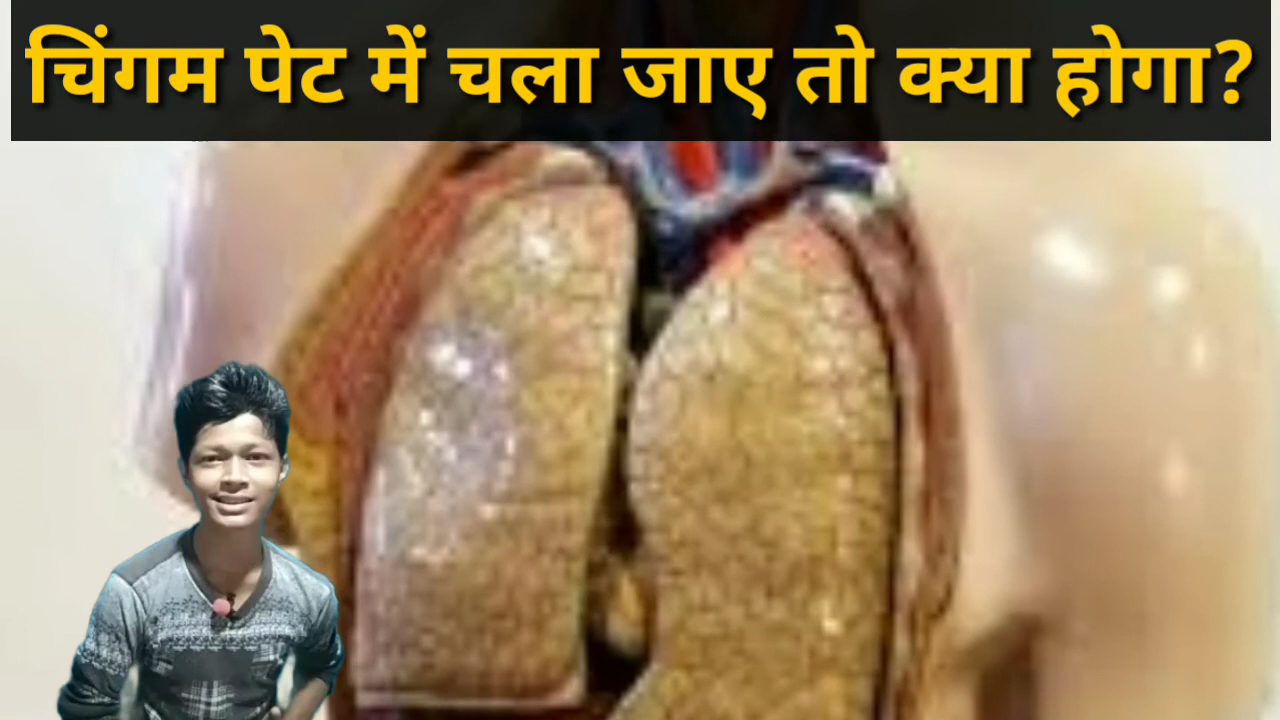 चिंगम पेट में चला जाए तो क्या होगा?